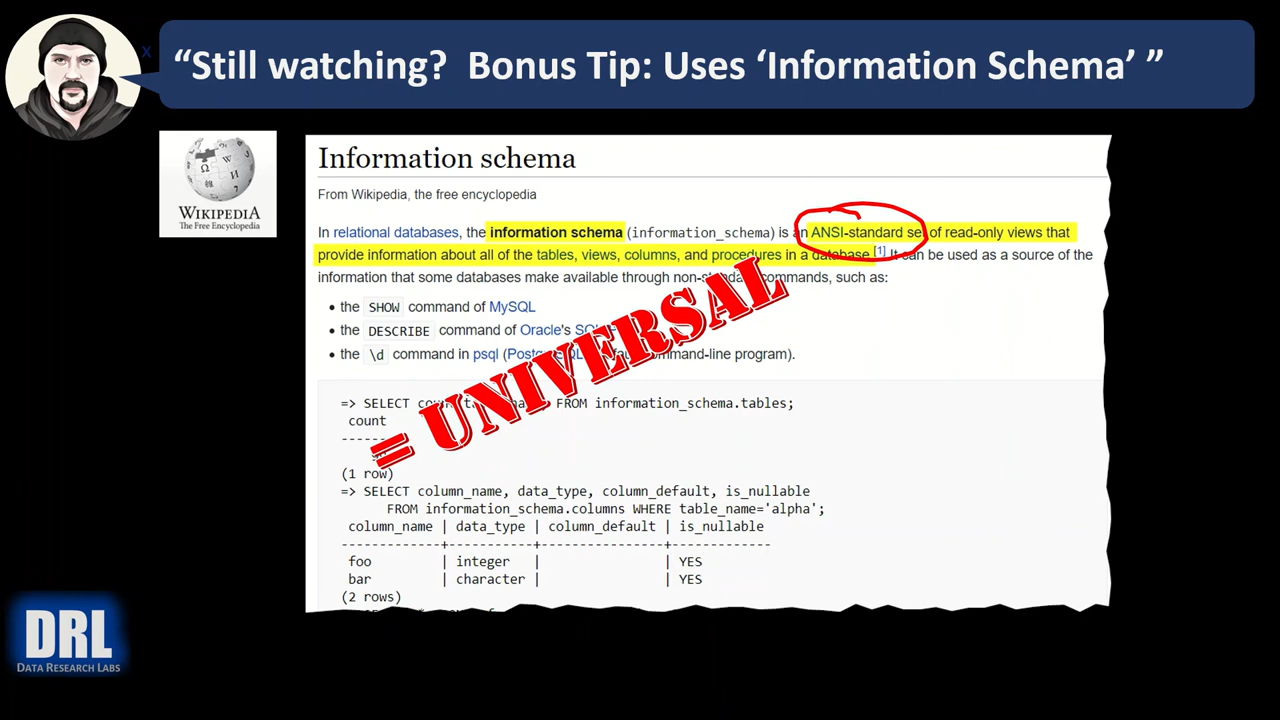 x
“Still watching?  Bonus Tip: Uses ‘Information Schema’ ”
WIKIPEDIA
The Free Encyclopedia
Information schema
From Wikipedia, the free encyclopedia
In relational databases, the information schema (information_schema) is an ANSI-standard set of read-only views that
provide information about all of the tables, views, columns, and procedures in a database.[1] It can be used as a source of the
information that some databases make available through non-standard commands, such as:
• the SHOW command of MySQL
• the DESCRIBE command of Oracle's
• the \d command in psql command-line program).
= UNIVERSAL
=> SELECT FROM information_schema.tables;
count
-------
(1 row)
=> SELECT column_name, data_type, column_default, is_nullable
FROM information_schema.columns WHERE table_name='alpha';
column_name | data_type | column_default | is_nullable
-------------+-----------+----------------+-------------
foo | integer | | YES
bar | character | | YES
(2 rows)
DRL
DATA RESEARCH LABS